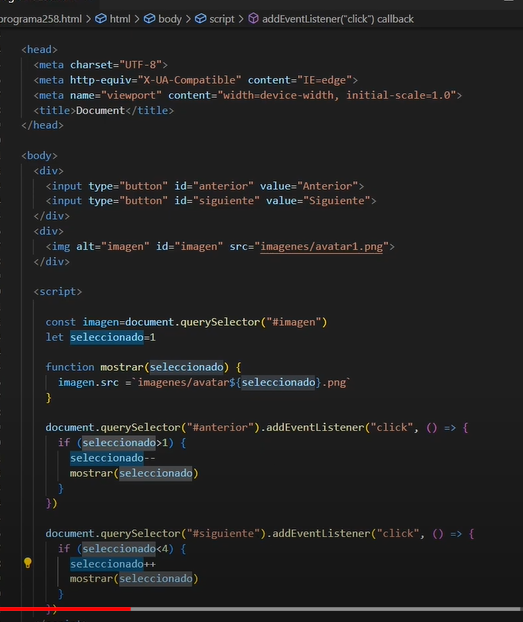 programa258.html > html > body > script > addEventListener("click") callback
<head>
<meta charset="UTF-8">
<meta http-equiv="X-UA-Compatible" content="IE=edge">
<meta name="viewport" content="width=device-width, initial-scale=1.0">
<title>Document</title>
</head>
<body>
<div>
<input type="button" id="anterior" value="Anterior">
<input type="button" id="siguiente" value="Siguiente">
</div>
<div>
<img alt="imagen" id="imagen" src="imagenes/avatar1.png">
</div>
<script>
const imagen=document.querySelector("#imagen")
let seleccionado=1
function mostrar(seleccionado) {
imagen.src =`imagenes/avatar${seleccionado}.png`
}
document.querySelector("#anterior").addEventListener("click", () => {
if (seleccionado>1) {
seleccionado--
mostrar(seleccionado)
}
})
document.querySelector("#siguiente").addEventListener("click", () => {
if (seleccionado<4) {
seleccionado++
mostrar(seleccionado)
}
})